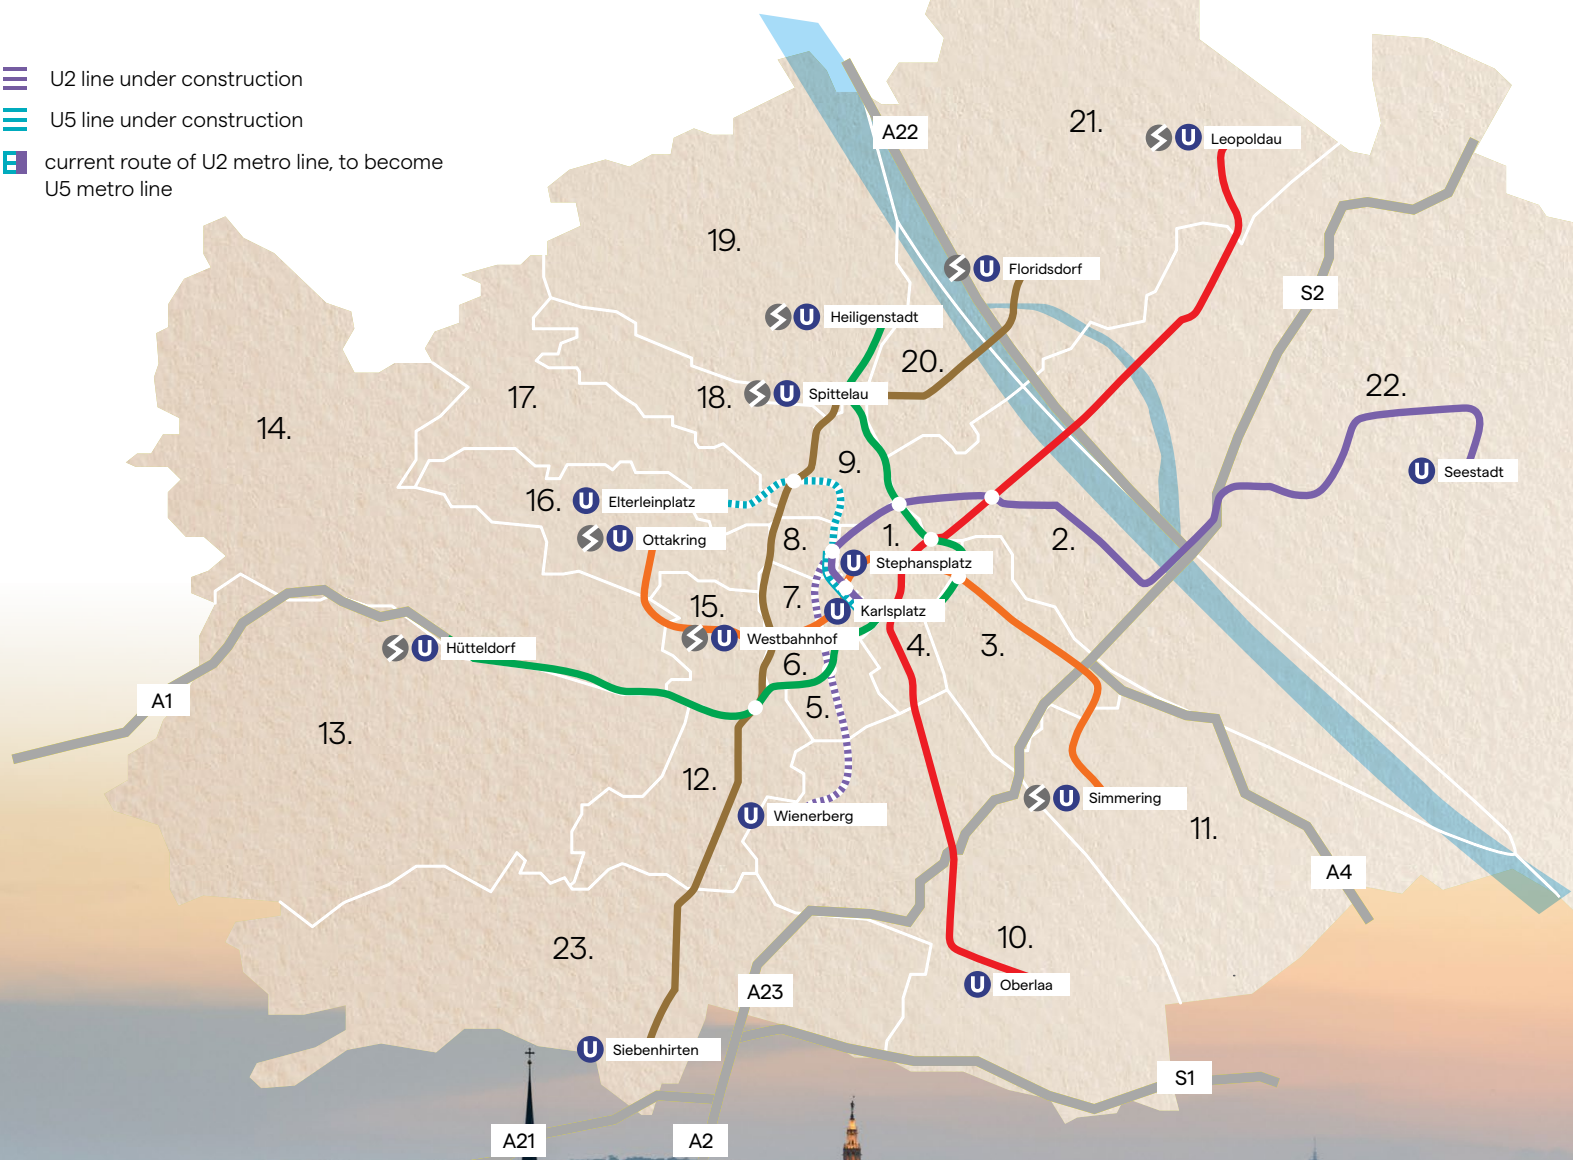 U2 line under construction
U5 line under construction
current route of U2 metro line, to become
U5 metro line
A22
21.
S U Leopoldau
19.
S U Floridsdorf
S2
S U Heiligenstadt
20.
22.
17.
18.
S U Spittelau
14.
9.
U Seestadt
16.
U Elterleinplatz
S U Ottakring
8.
1.
2.
U Stephansplatz
7.
15.
U Karlsplatz
S U Westbahnhof
4.
3.
S U Hütteldorf
6.
A1
5.
13.
12.
S U Simmering
U Wienerberg
11.
A4
10.
23.
U Oberlaa
A23
U Siebenhirten
S1
A21
A2